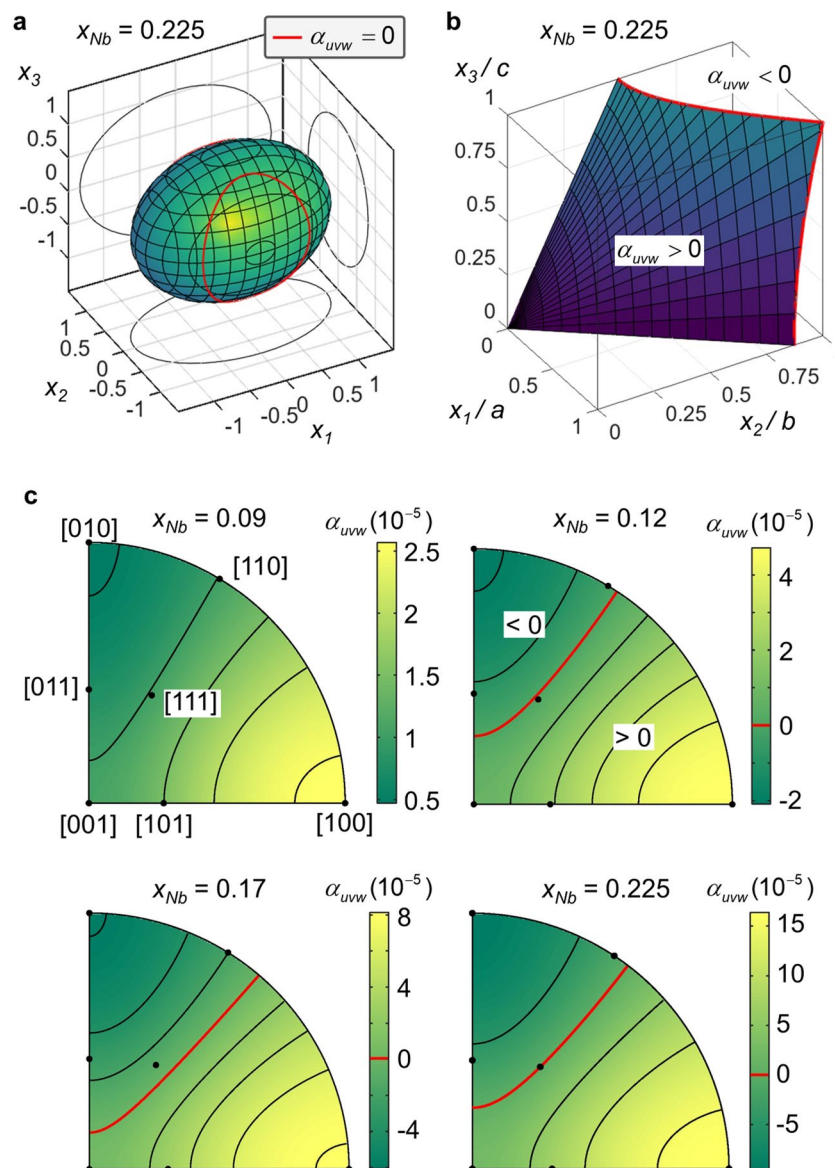 a
x_Nb = 0.225
α_uvw = 0
x_3
1
0.5
0
-0.5
-1
1
0.5
0
-0.5
-1
x_2
-1
-0.5
0
0.5
1
x_1
b
x_Nb = 0.225
x_3 / c
α_uvw < 0
1
0.75
0.5
0.25
0
α_uvw > 0
0
0.5
1
x_1 / a
0
0.25
0.5
0.75
x_2 / b
c
x_Nb = 0.09
α_uvw (10^-5)
[010]
[110]
[011]
[111]
[001]
[101]
[100]
2.5
2
1.5
1
0.5
x_Nb = 0.12
α_uvw (10^-5)
< 0
> 0
4
2
0
-2
x_Nb = 0.17
α_uvw (10^-5)
8
4
0
-4
x_Nb = 0.225
α_uvw (10^-5)
15
10
5
0
-5